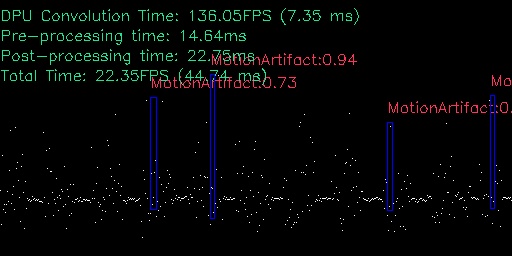 DPU Convolution Time: 136.05FPS (7.35 ms)
Pre-processing time: 14.64ms
Post-processing time: 22.75ms
MotionArtifact:0.94
Total Time: 22.35FPS (44.74 ms)
MotionArtifact:0.73
Mo
MotionArtifact:0.